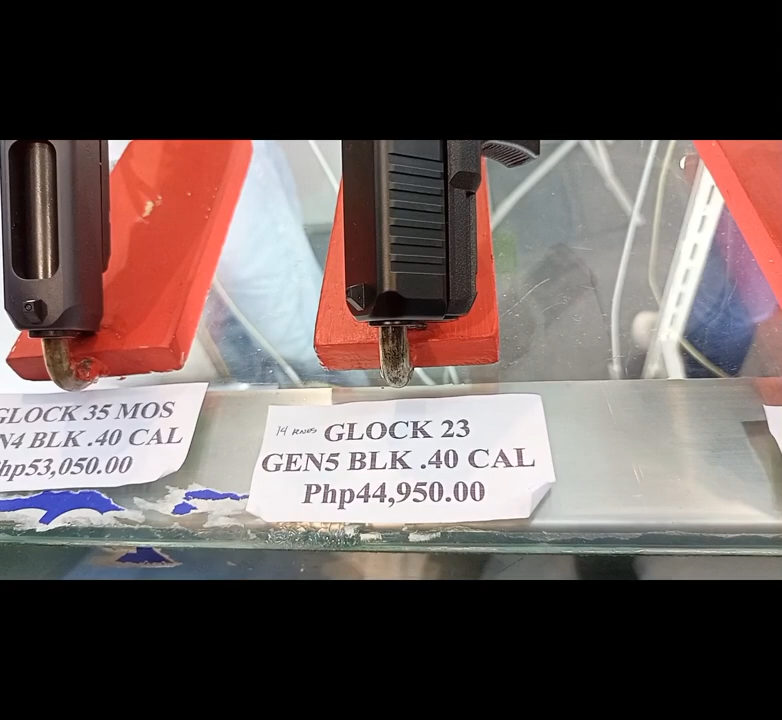 GLOCK 35 MOS
N4 BLK .40 CAL
hp53,050.00
14 RNDS GLOCK 23
GEN5 BLK .40 CAL
Php44,950.00